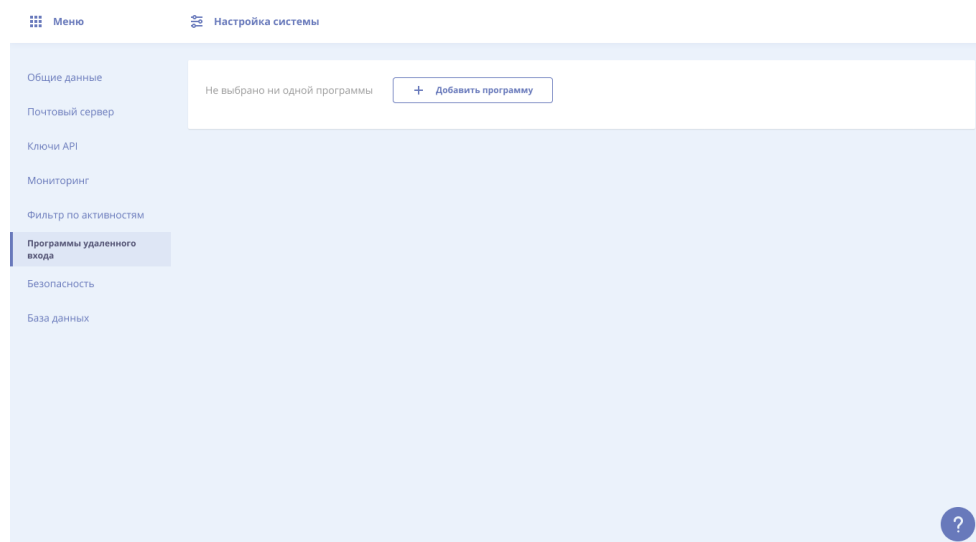 Меню
Настройка системы
Общие данные
Не выбрано ни одной программы
+ Добавить программу
Почтовый сервер
Ключи API
Мониторинг
Фильтр по активностям
Программы удаленного
входа
Безопасность
База данных
?